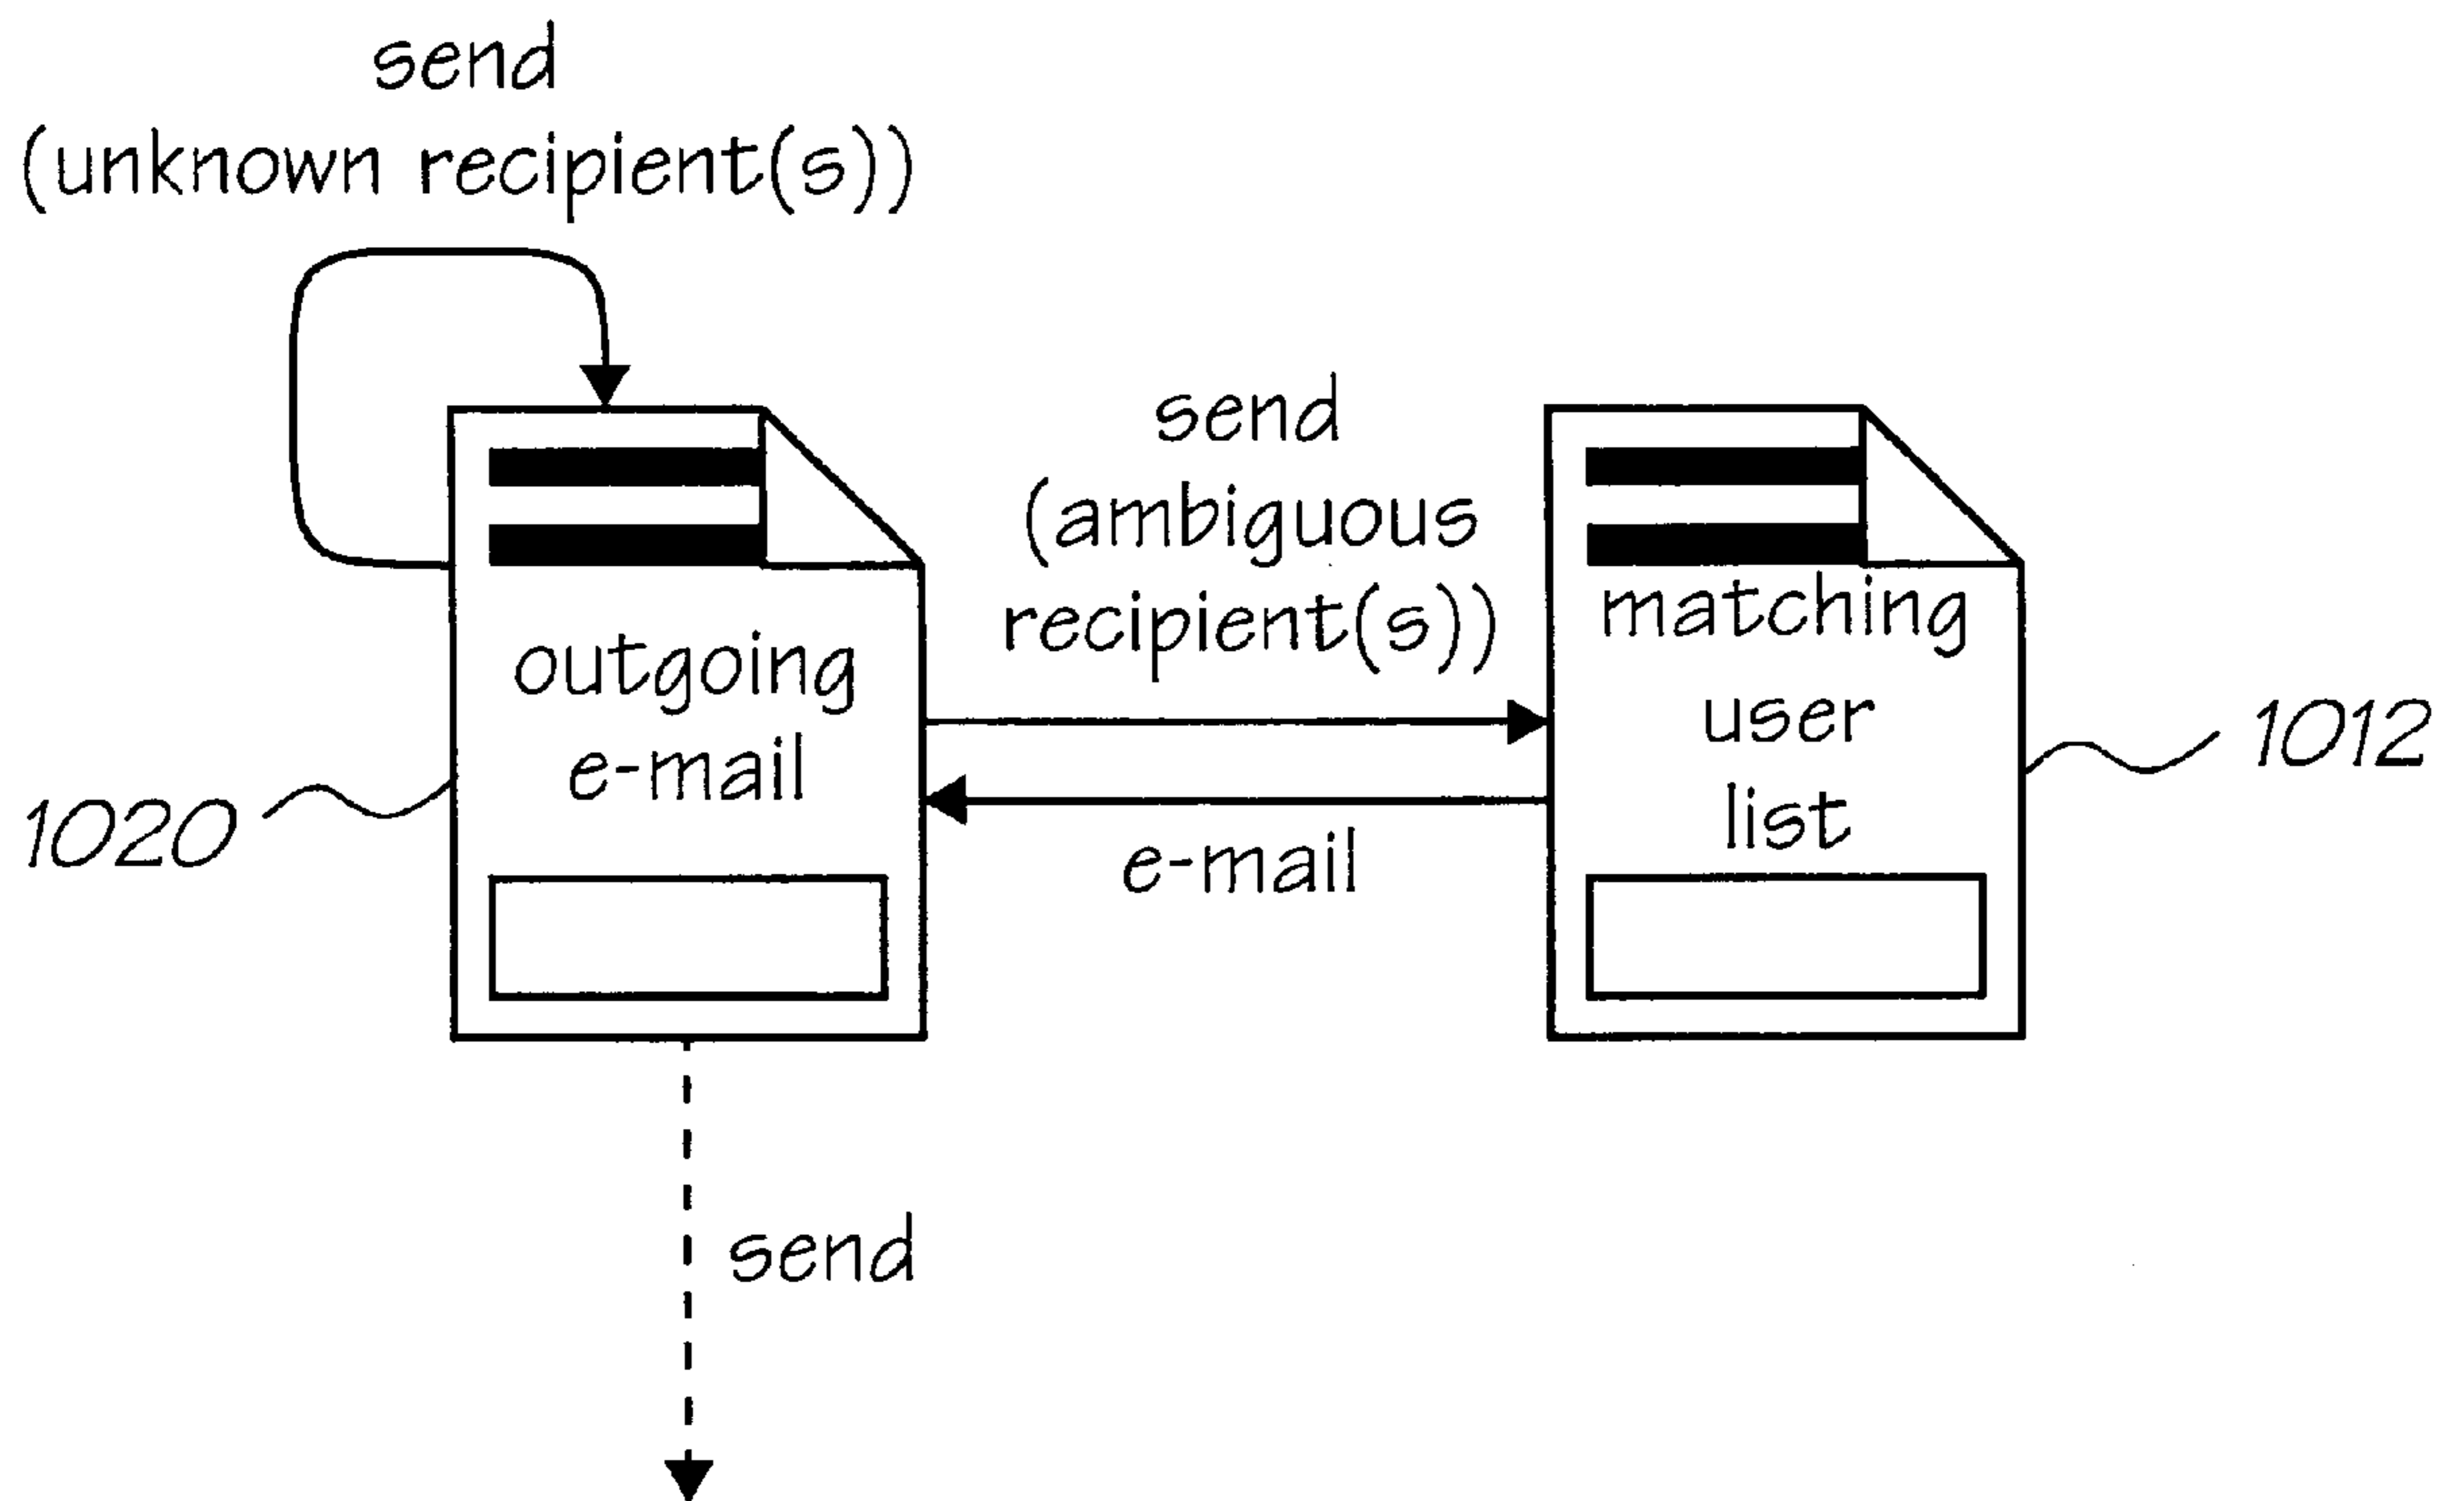 send
(unknown recipient(s))
send
(ambiguous
recipient(s))
outgoing
e-mail
matching
user
list
1020
1012
e-mail
send